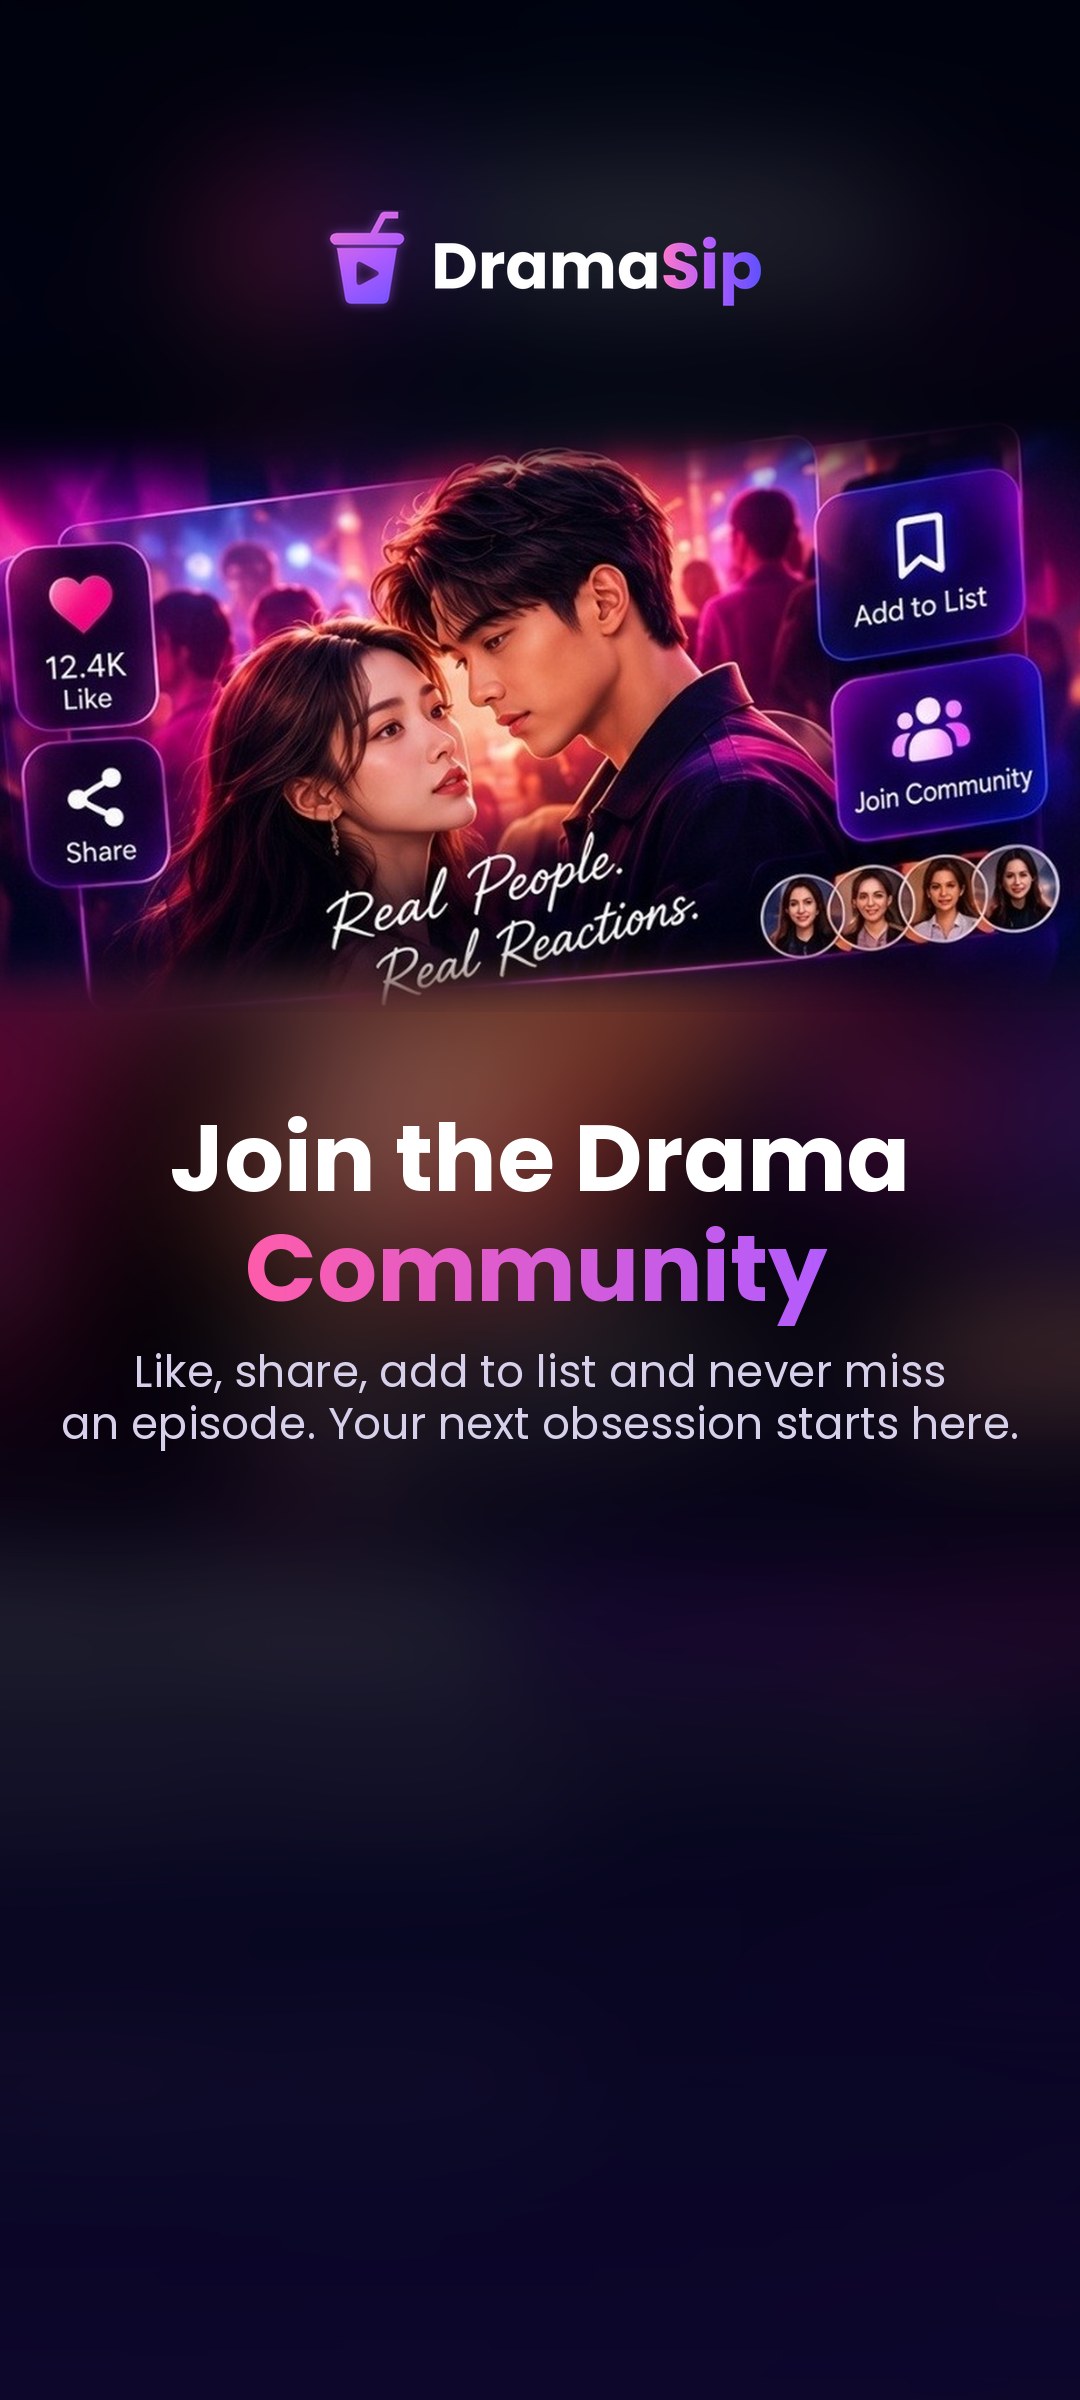 DramaSip
12.4K
Like
Share
Add to List
Join Community
Real People.
Real Reactions.
Join the Drama
Community
Like, share, add to list and never miss
an episode. Your next obsession starts here.